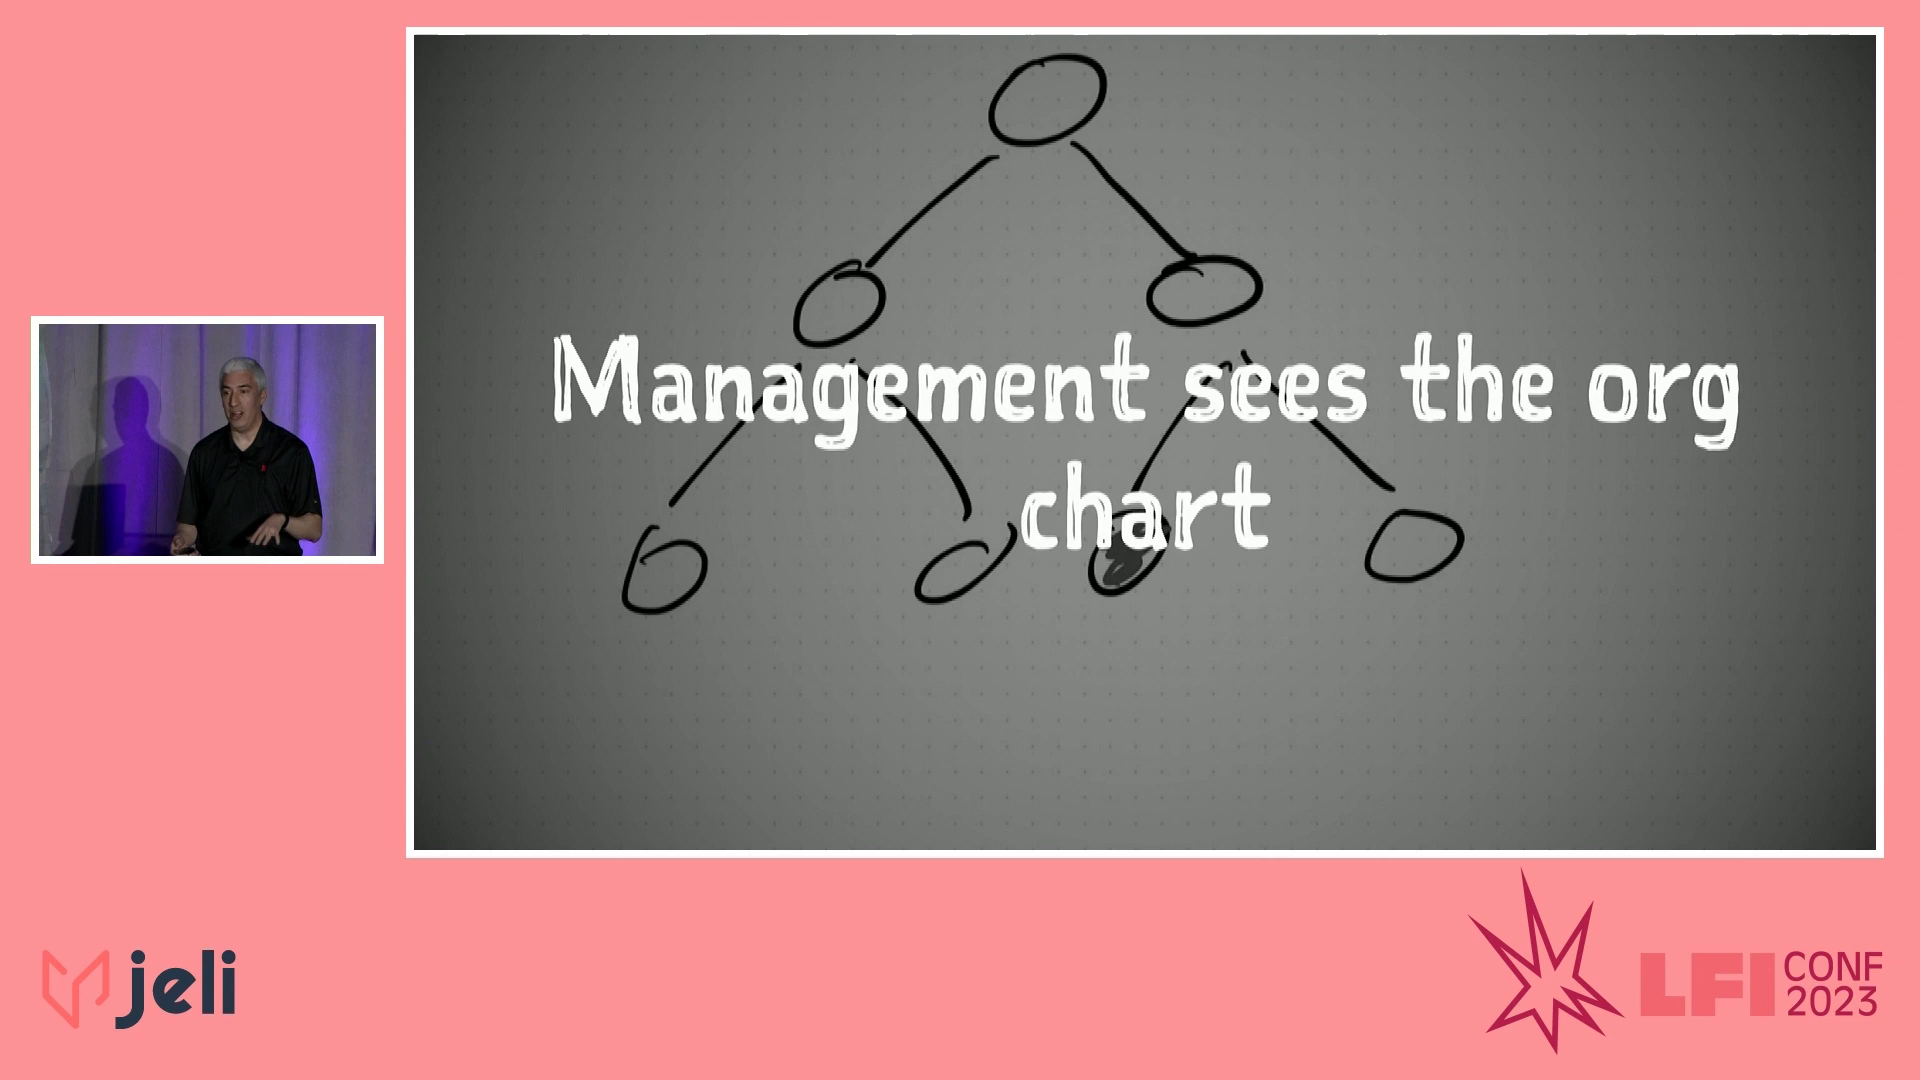 Management sees the org
chart
jeli
LFI CONF
2023